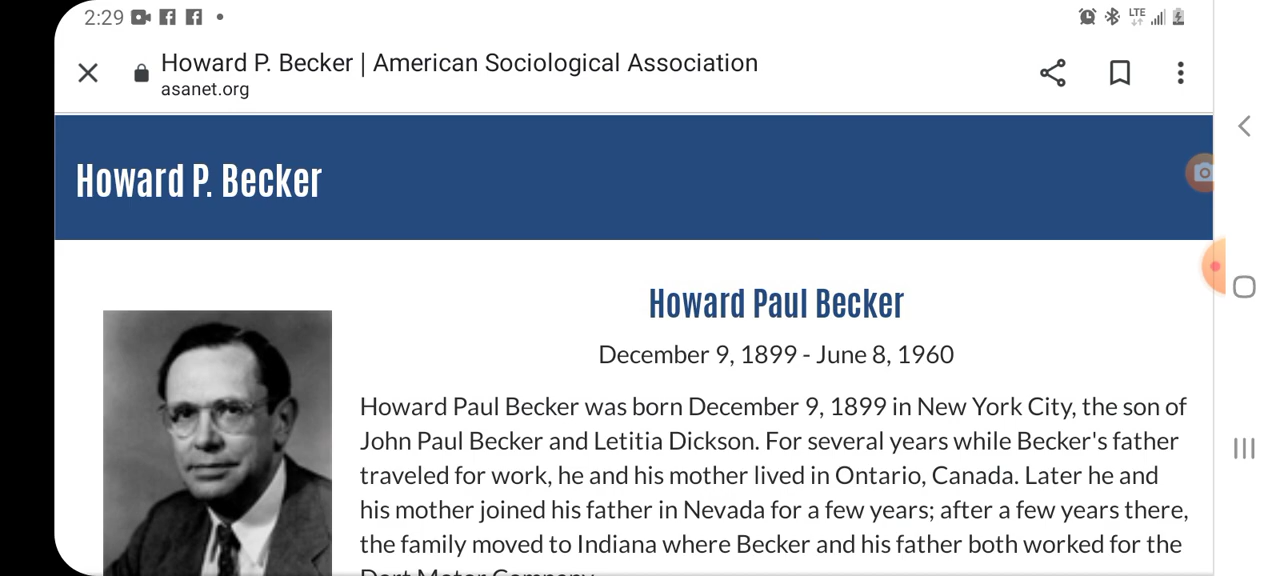 2:29
LTE
Howard P. Becker | American Sociological Association
asanet.org
Howard P. Becker
Howard Paul Becker
December 9, 1899 - June 8, 1960
Howard Paul Becker was born December 9, 1899 in New York City, the son of
John Paul Becker and Letitia Dickson. For several years while Becker's father
traveled for work, he and his mother lived in Ontario, Canada. Later he and
his mother joined his father in Nevada for a few years; after a few years there,
the family moved to Indiana where Becker and his father both worked for the